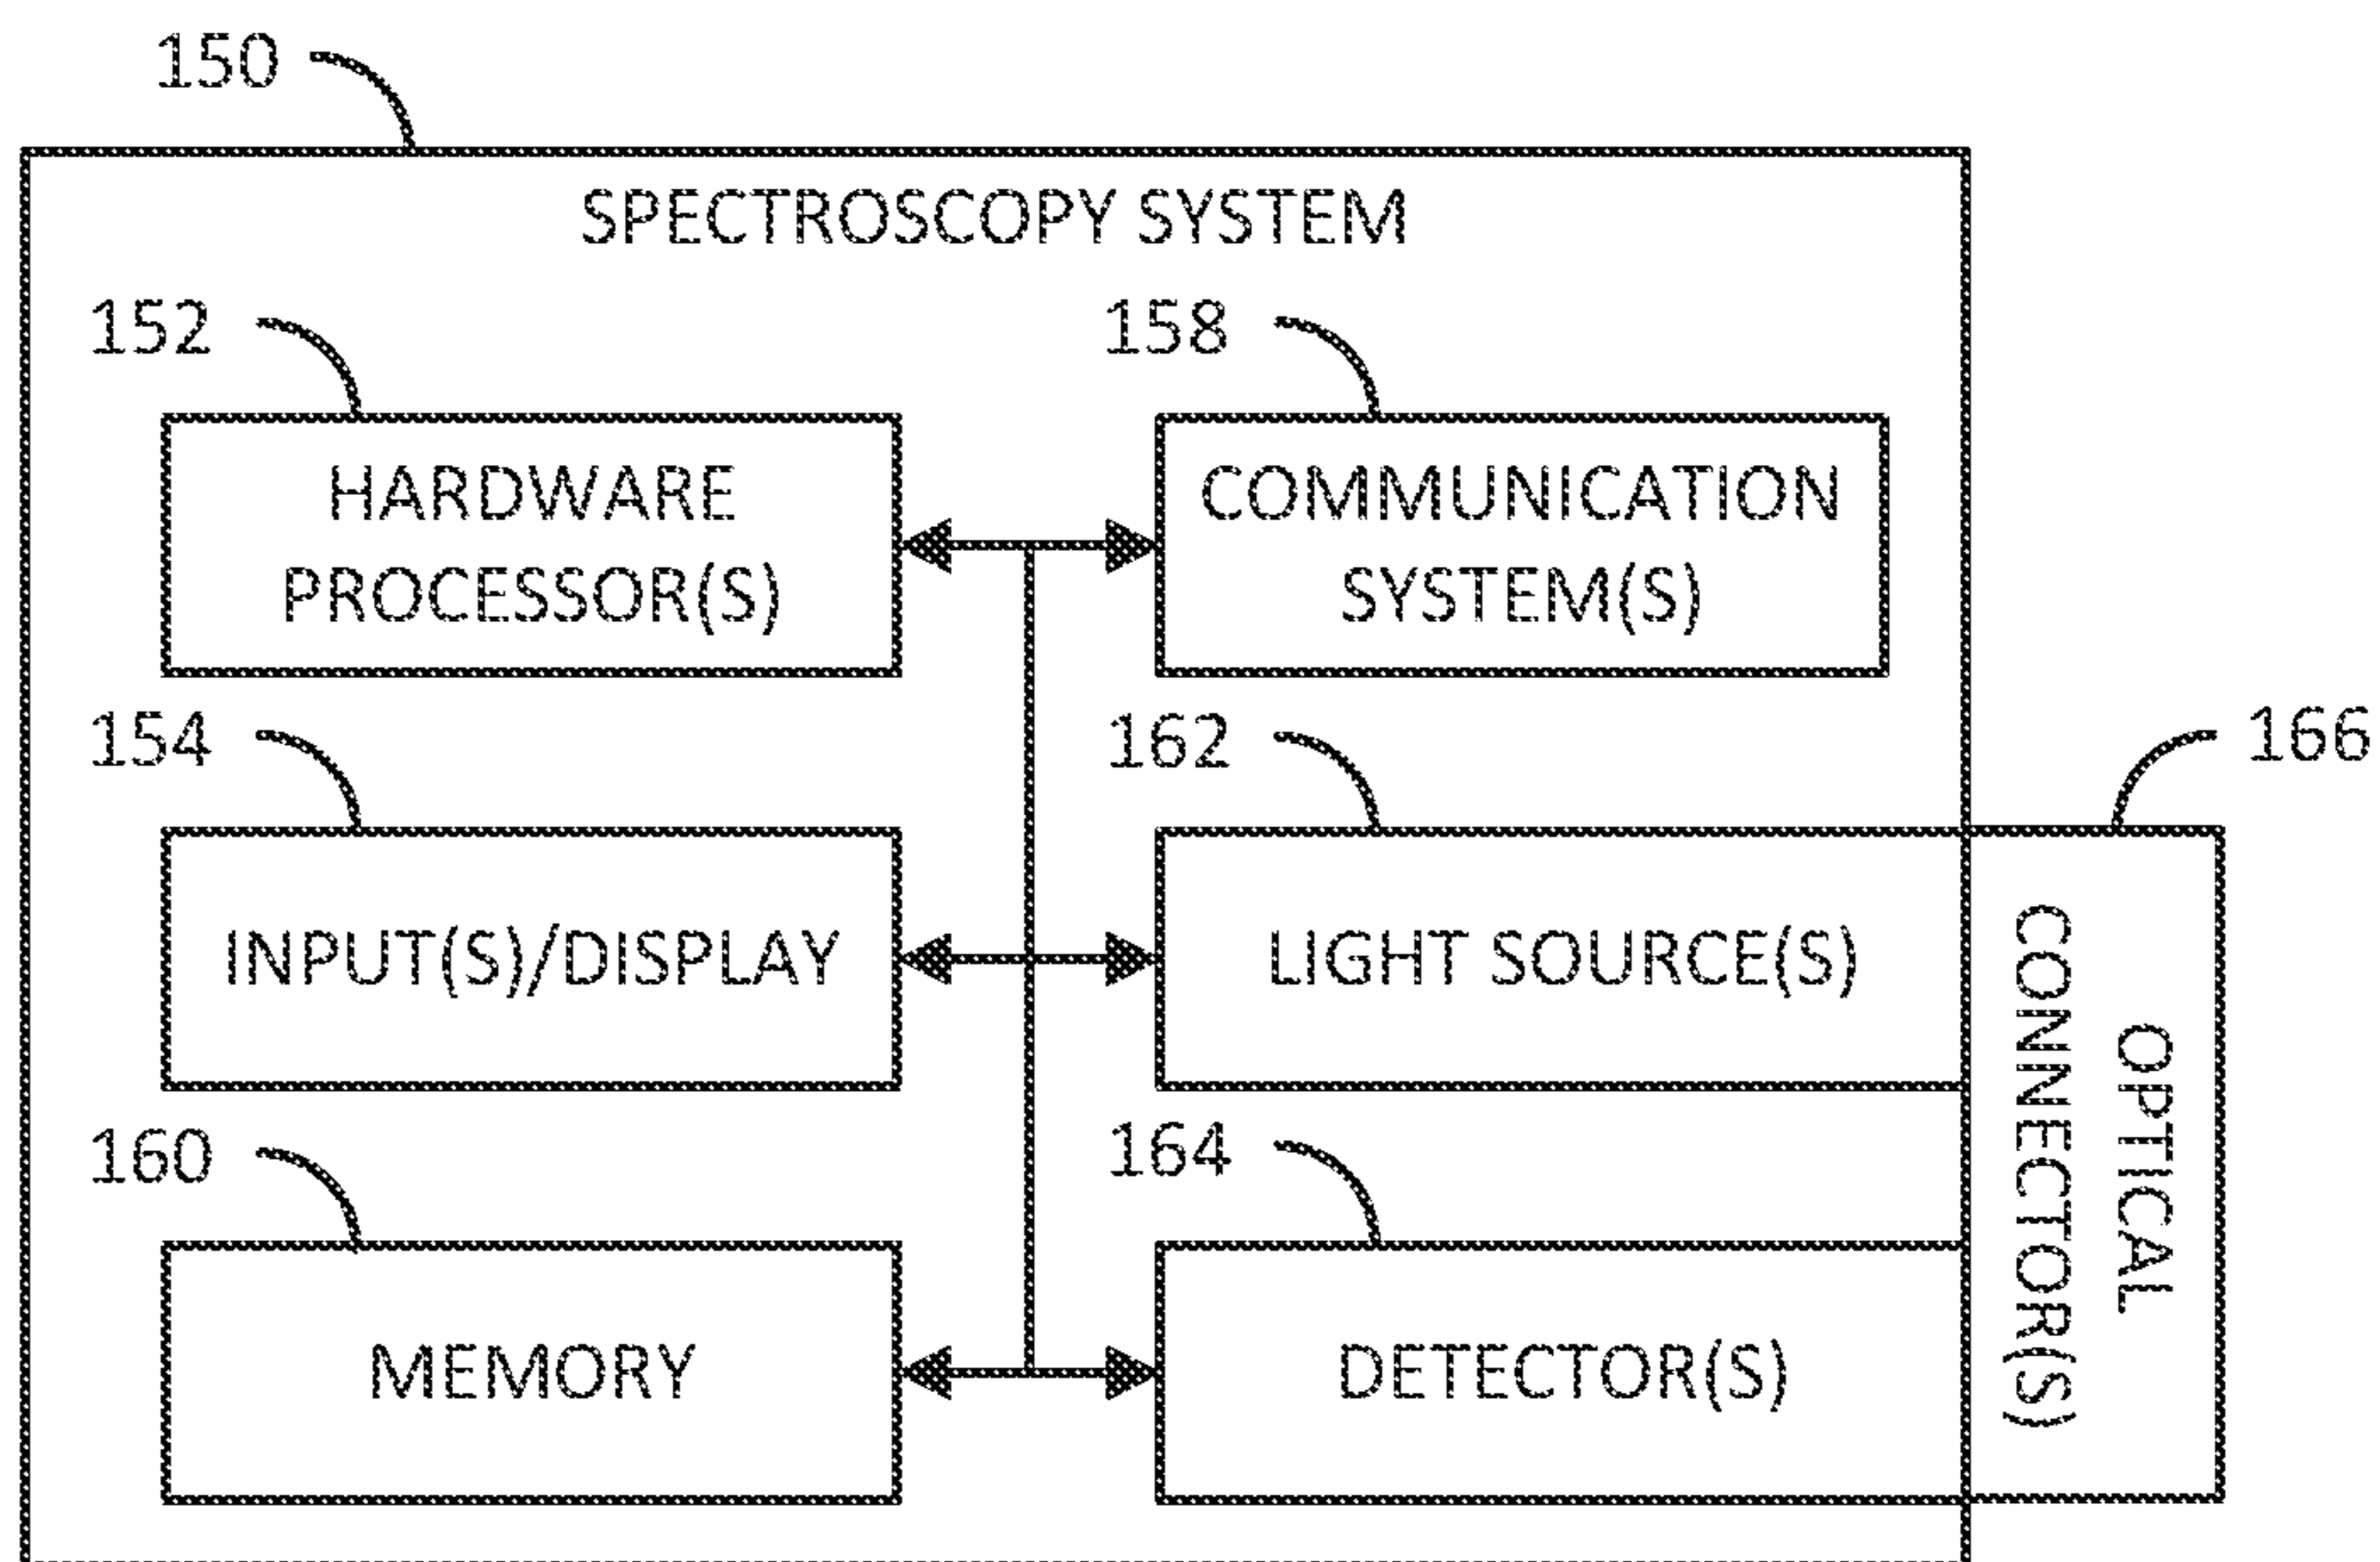 150
SPECTROSCOPY SYSTEM
152
158
HARDWARE
PROCESSOR(S)
COMMUNICATION
SYSTEM(S)
154
162
166
INPUT(S)/DISPLAY
LIGHT SOURCE(S)
OPTICAL
CONNECTOR(S)
160
164
MEMORY
DETECTOR(S)